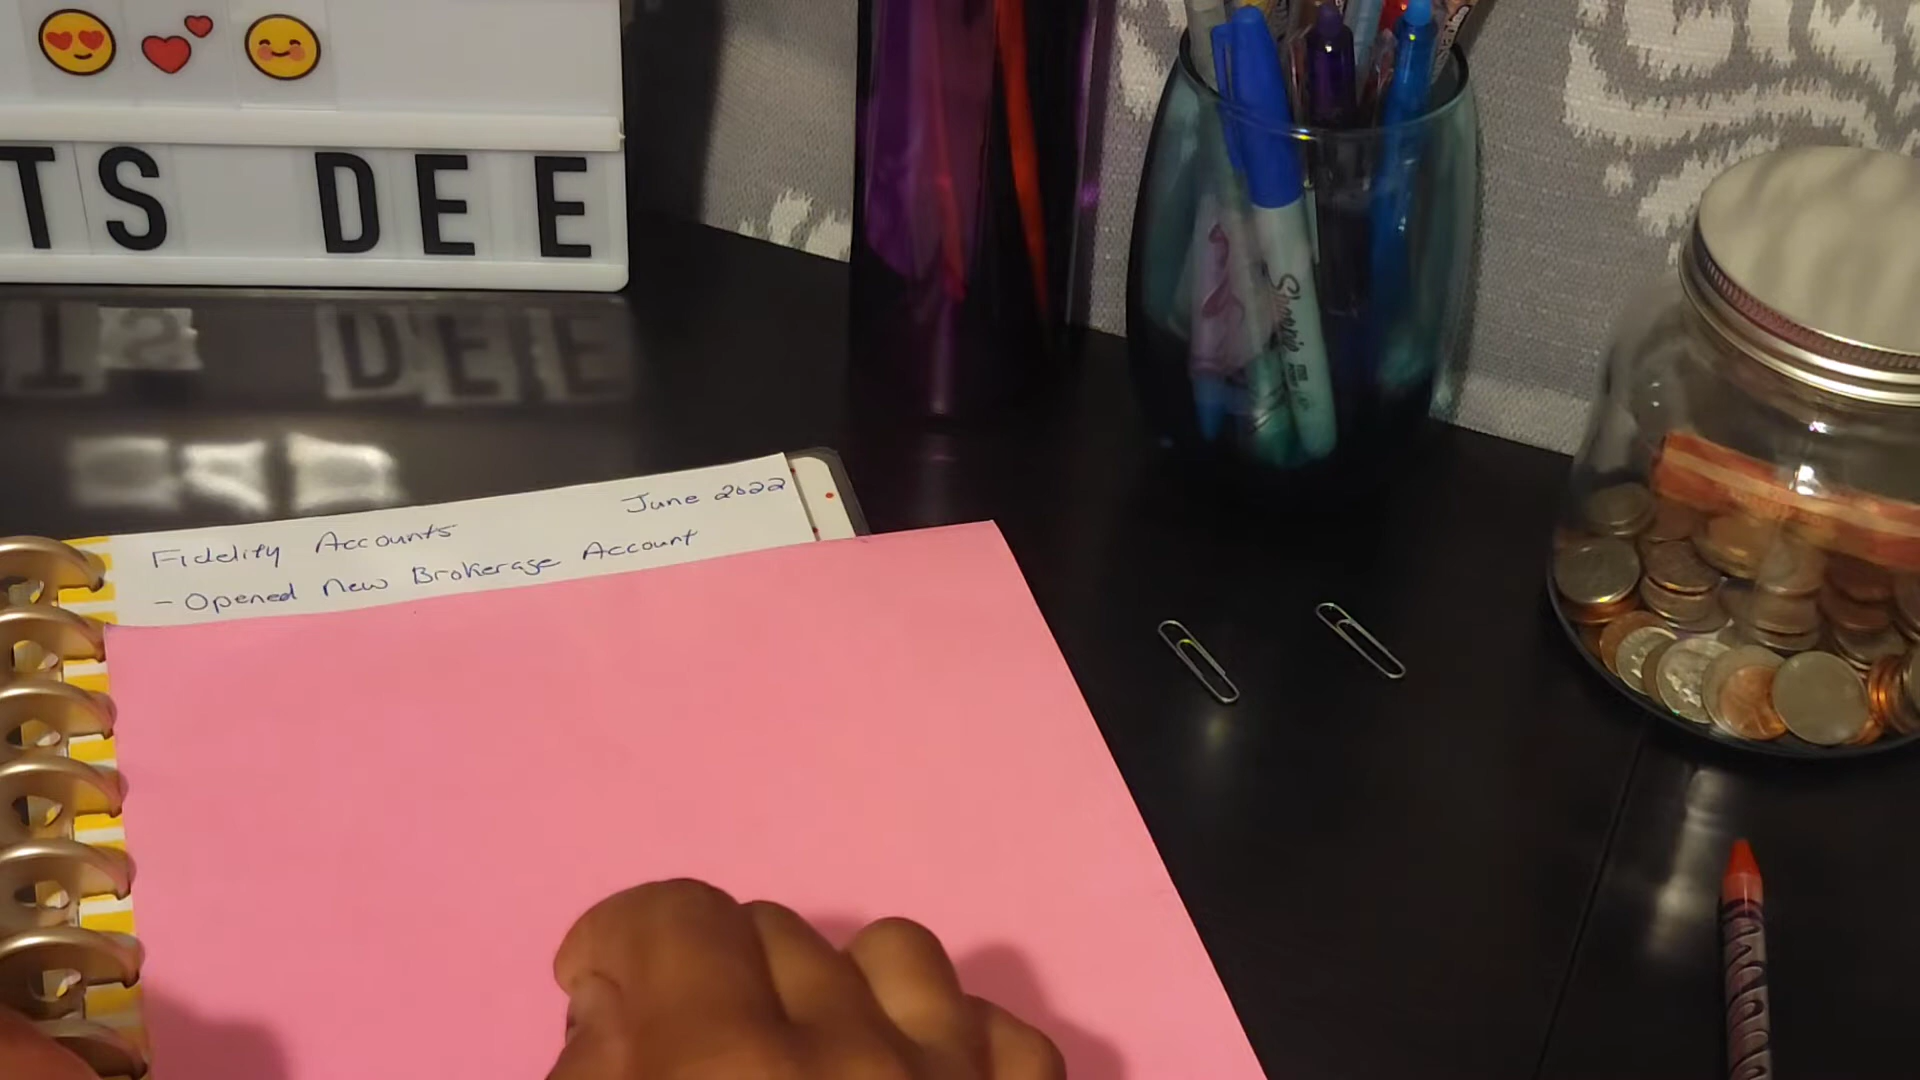 TS DEE
June 2022
Fidelity Accounts
- Opened New Brokerage Account
Sharpie